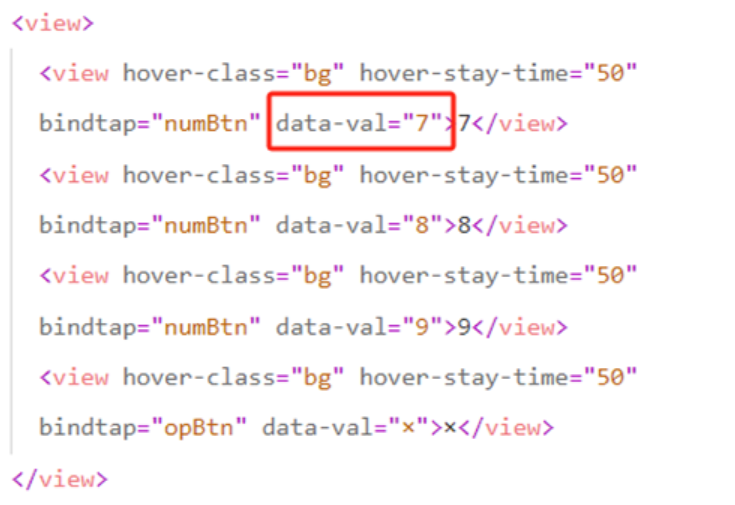 <view>
<view hover-class="bg" hover-stay-time="50"
bindtap="numBtn" data-val="7">7</view>
<view hover-class="bg" hover-stay-time="50"
bindtap="numBtn" data-val="8">8</view>
<view hover-class="bg" hover-stay-time="50"
bindtap="numBtn" data-val="9">9</view>
<view hover-class="bg" hover-stay-time="50"
bindtap="opBtn" data-val="×">×</view>
</view>